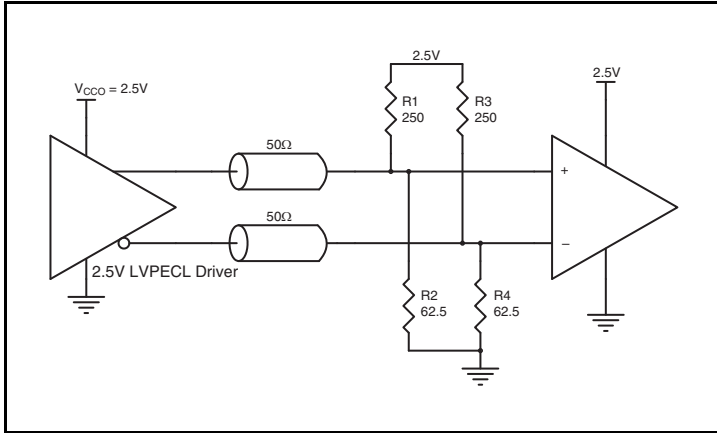 2.5V
V_CCO = 2.5V
2.5V
R1
250
R3
250
50Ω
+
50Ω
−
2.5V LVPECL Driver
R2
62.5
R4
62.5